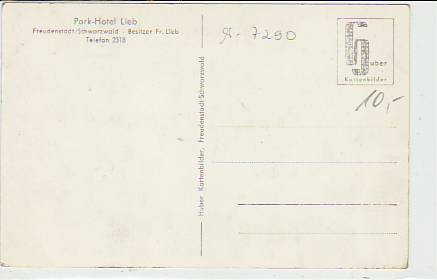 Park-Hotel Lieb
Freudenstadt/Schwarzwald - Besitzer Fr. Lieb
Telefon 2318
7290
huber
Kartenbilder
10,-
Huber Kartenbilder, Freudenstadt-Schwarzwald